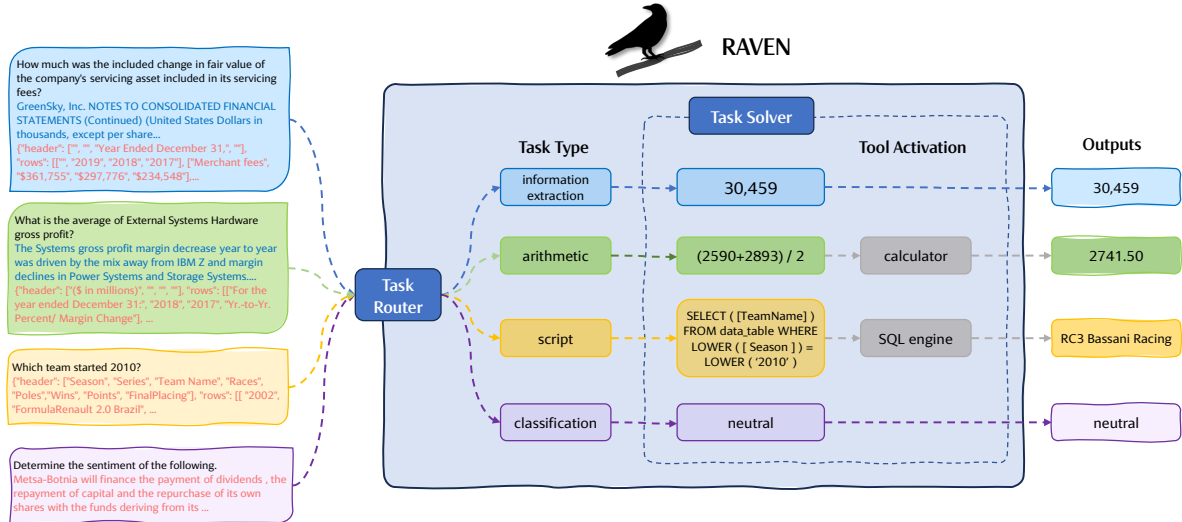 RAVEN
How much was the included change in fair value of
the company's servicing asset included in its servicing
fees?
GreenSky, Inc. NOTES TO CONSOLIDATED FINANCIAL
STATEMENTS (Continued) (United States Dollars in
thousands, except per share...
{"header": ["", "", "Year Ended December 31,", ""],
"rows": [["", "2019", "2018", "2017"], ["Merchant fees",
"$361,755", "$297,776", "$234,548"],...
What is the average of External Systems Hardware
gross profit?
The Systems gross profit margin decrease year to year
was driven by the mix away from IBM Z and margin
declines in Power Systems and Storage Systems....
{"header": ["($ in millions)", "", "", ""], "rows": [["For the
year ended December 31:", "2018", "2017", "Yr.-to-Yr.
Percent/ Margin Change"], ...
Which team started 2010?
{"header": ["Season", "Series", "Team Name", "Races",
"Poles","Wins", "Points", "FinalPlacing"], "rows": [[ "2002",
"FormulaRenault 2.0 Brazil", ...
Determine the sentiment of the following.
Metsa-Botnia will finance the payment of dividends , the
repayment of capital and the repurchase of its own
shares with the funds deriving from its ...
Task
Router
Task Solver
Task Type
Tool Activation
Outputs
information
extraction
30,459
30,459
arithmetic
(2590+2893) / 2
calculator
2741.50
script
SELECT ( [TeamName] )
FROM data_table WHERE
LOWER ( [ Season ] ) =
LOWER ( ‘2010’ )
SQL engine
RC3 Bassani Racing
classification
neutral
neutral